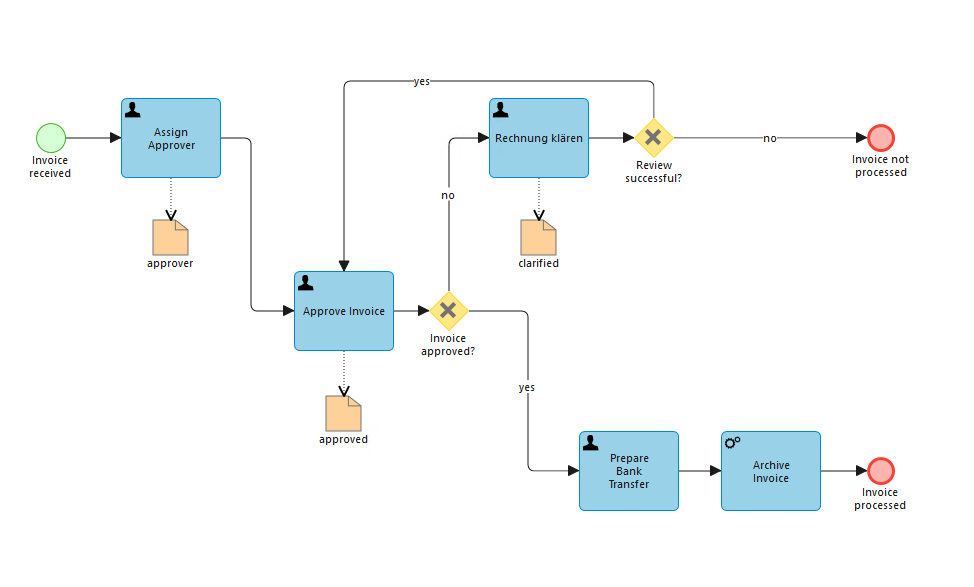 yes
Assign
Approver
Rechnung klären
no
Invoice
received
Review
successful?
Invoice not
processed
no
approver
clarified
Approve Invoice
Invoice
approved?
yes
approved
Prepare
Bank
Transfer
Archive
Invoice
Invoice
processed